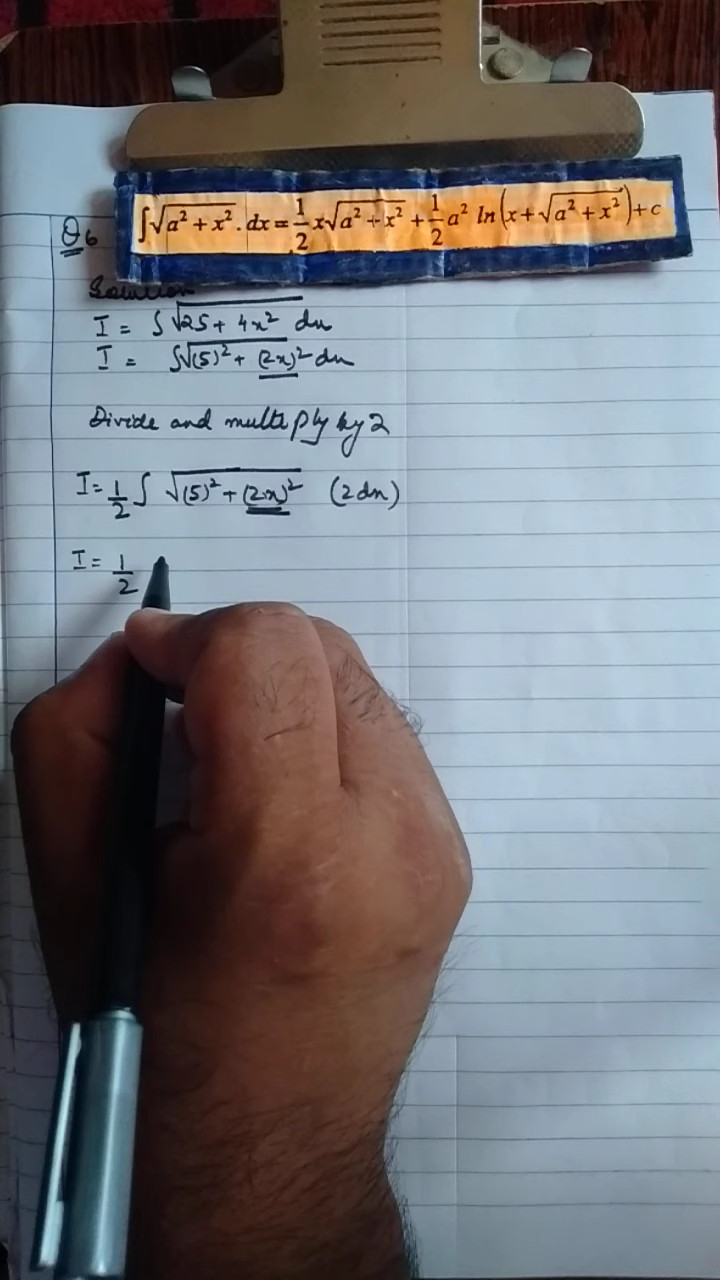 ∫√(a² + x²) . dx = 1/2 x√(a² + x²) + 1/2 a² ln(x + √(a² + x²)) + c
Q6
Solution
I = ∫√(25 + 4x²) dx
I = ∫√((5)² + (2x)²) dx
Divide and multiply by 2
I = 1/2 ∫ √((5)² + (2x)²) (2dx)
I = 1/2